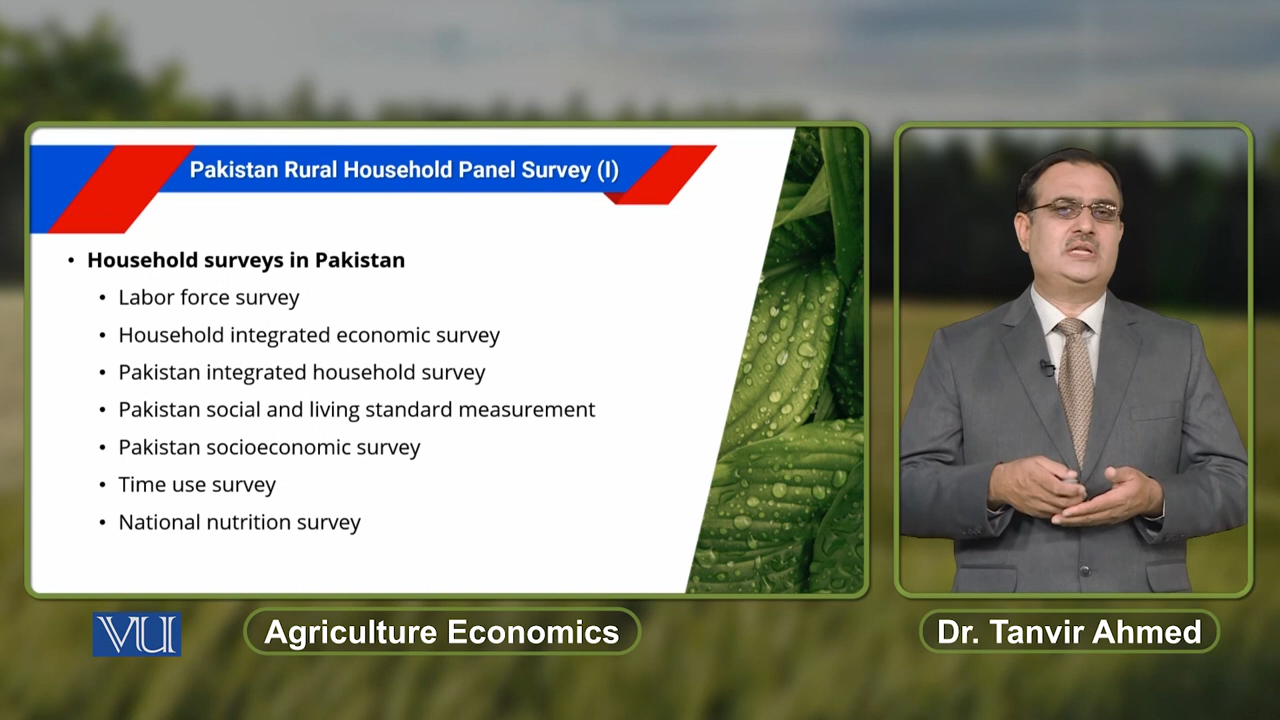 Pakistan Rural Household Panel Survey (I)
• Household surveys in Pakistan
• Labor force survey
• Household integrated economic survey
• Pakistan integrated household survey
• Pakistan social and living standard measurement
• Pakistan socioeconomic survey
• Time use survey
• National nutrition survey
VU
Agriculture Economics
Dr. Tanvir Ahmed